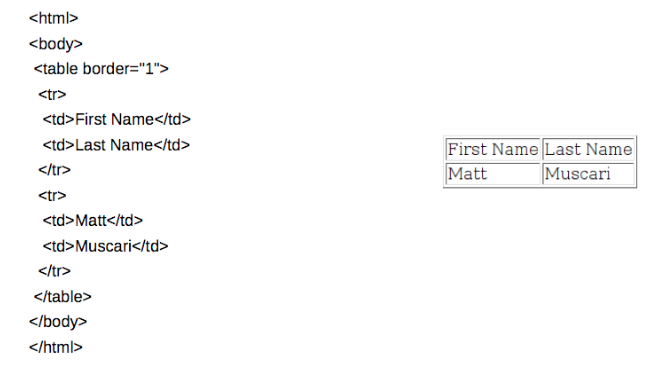 <html>
<body>
<table border="1">
<tr>
<td>First Name</td>
<td>Last Name</td>
</tr>
<tr>
<td>Matt</td>
<td>Muscari</td>
</tr>
</table>
</body>
</html>
First Name Last Name
Matt Muscari